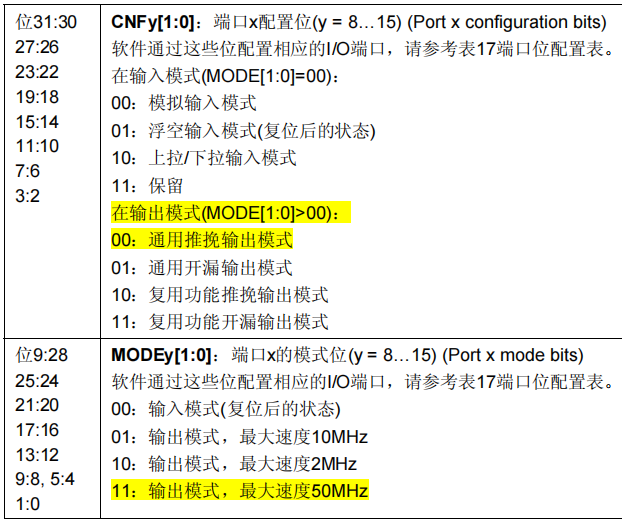 位31:30
27:26
23:22
19:18
15:14
11:10
7:6
3:2
CNFy[1:0]：端口x配置位(y = 8…15) (Port x configuration bits)
软件通过这些位配置相应的I/O端口，请参考表17端口位配置表。
在输入模式(MODE[1:0]=00)：
00：模拟输入模式
01：浮空输入模式(复位后的状态)
10：上拉/下拉输入模式
11：保留
在输出模式(MODE[1:0]>00)：
00：通用推挽输出模式
01：通用开漏输出模式
10：复用功能推挽输出模式
11：复用功能开漏输出模式
位9:28
25:24
21:20
17:16
13:12
9:8, 5:4
1:0
MODEy[1:0]：端口x的模式位(y = 8…15) (Port x mode bits)
软件通过这些位配置相应的I/O端口，请参考表17端口位配置表。
00：输入模式(复位后的状态)
01：输出模式，最大速度10MHz
10：输出模式，最大速度2MHz
11：输出模式，最大速度50MHz